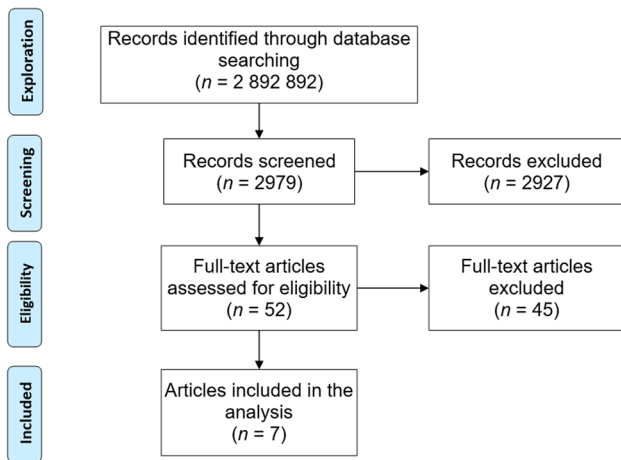 Exploration
Records identified through database
searching
(n = 2 892 892)
Screening
Records screened
(n = 2979)
Records excluded
(n = 2927)
Eligibility
Full-text articles
assessed for eligibility
(n = 52)
Full-text articles
excluded
(n = 45)
Included
Articles included in the
analysis
(n = 7)